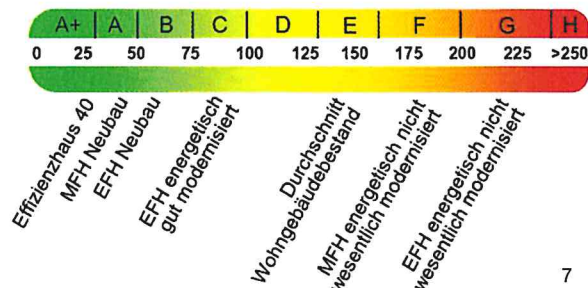 A+ A B C D E F G H
0 25 50 75 100 125 150 175 200 225 >250
Effizienzhaus 40
MFH Neubau
EFH Neubau
EFH energetisch
gut modernisiert
Durchschnitt
Wohngebäudebestand
MFH energetisch nicht
wesentlich modernisiert
EFH energetisch nicht
wesentlich modernisiert
7